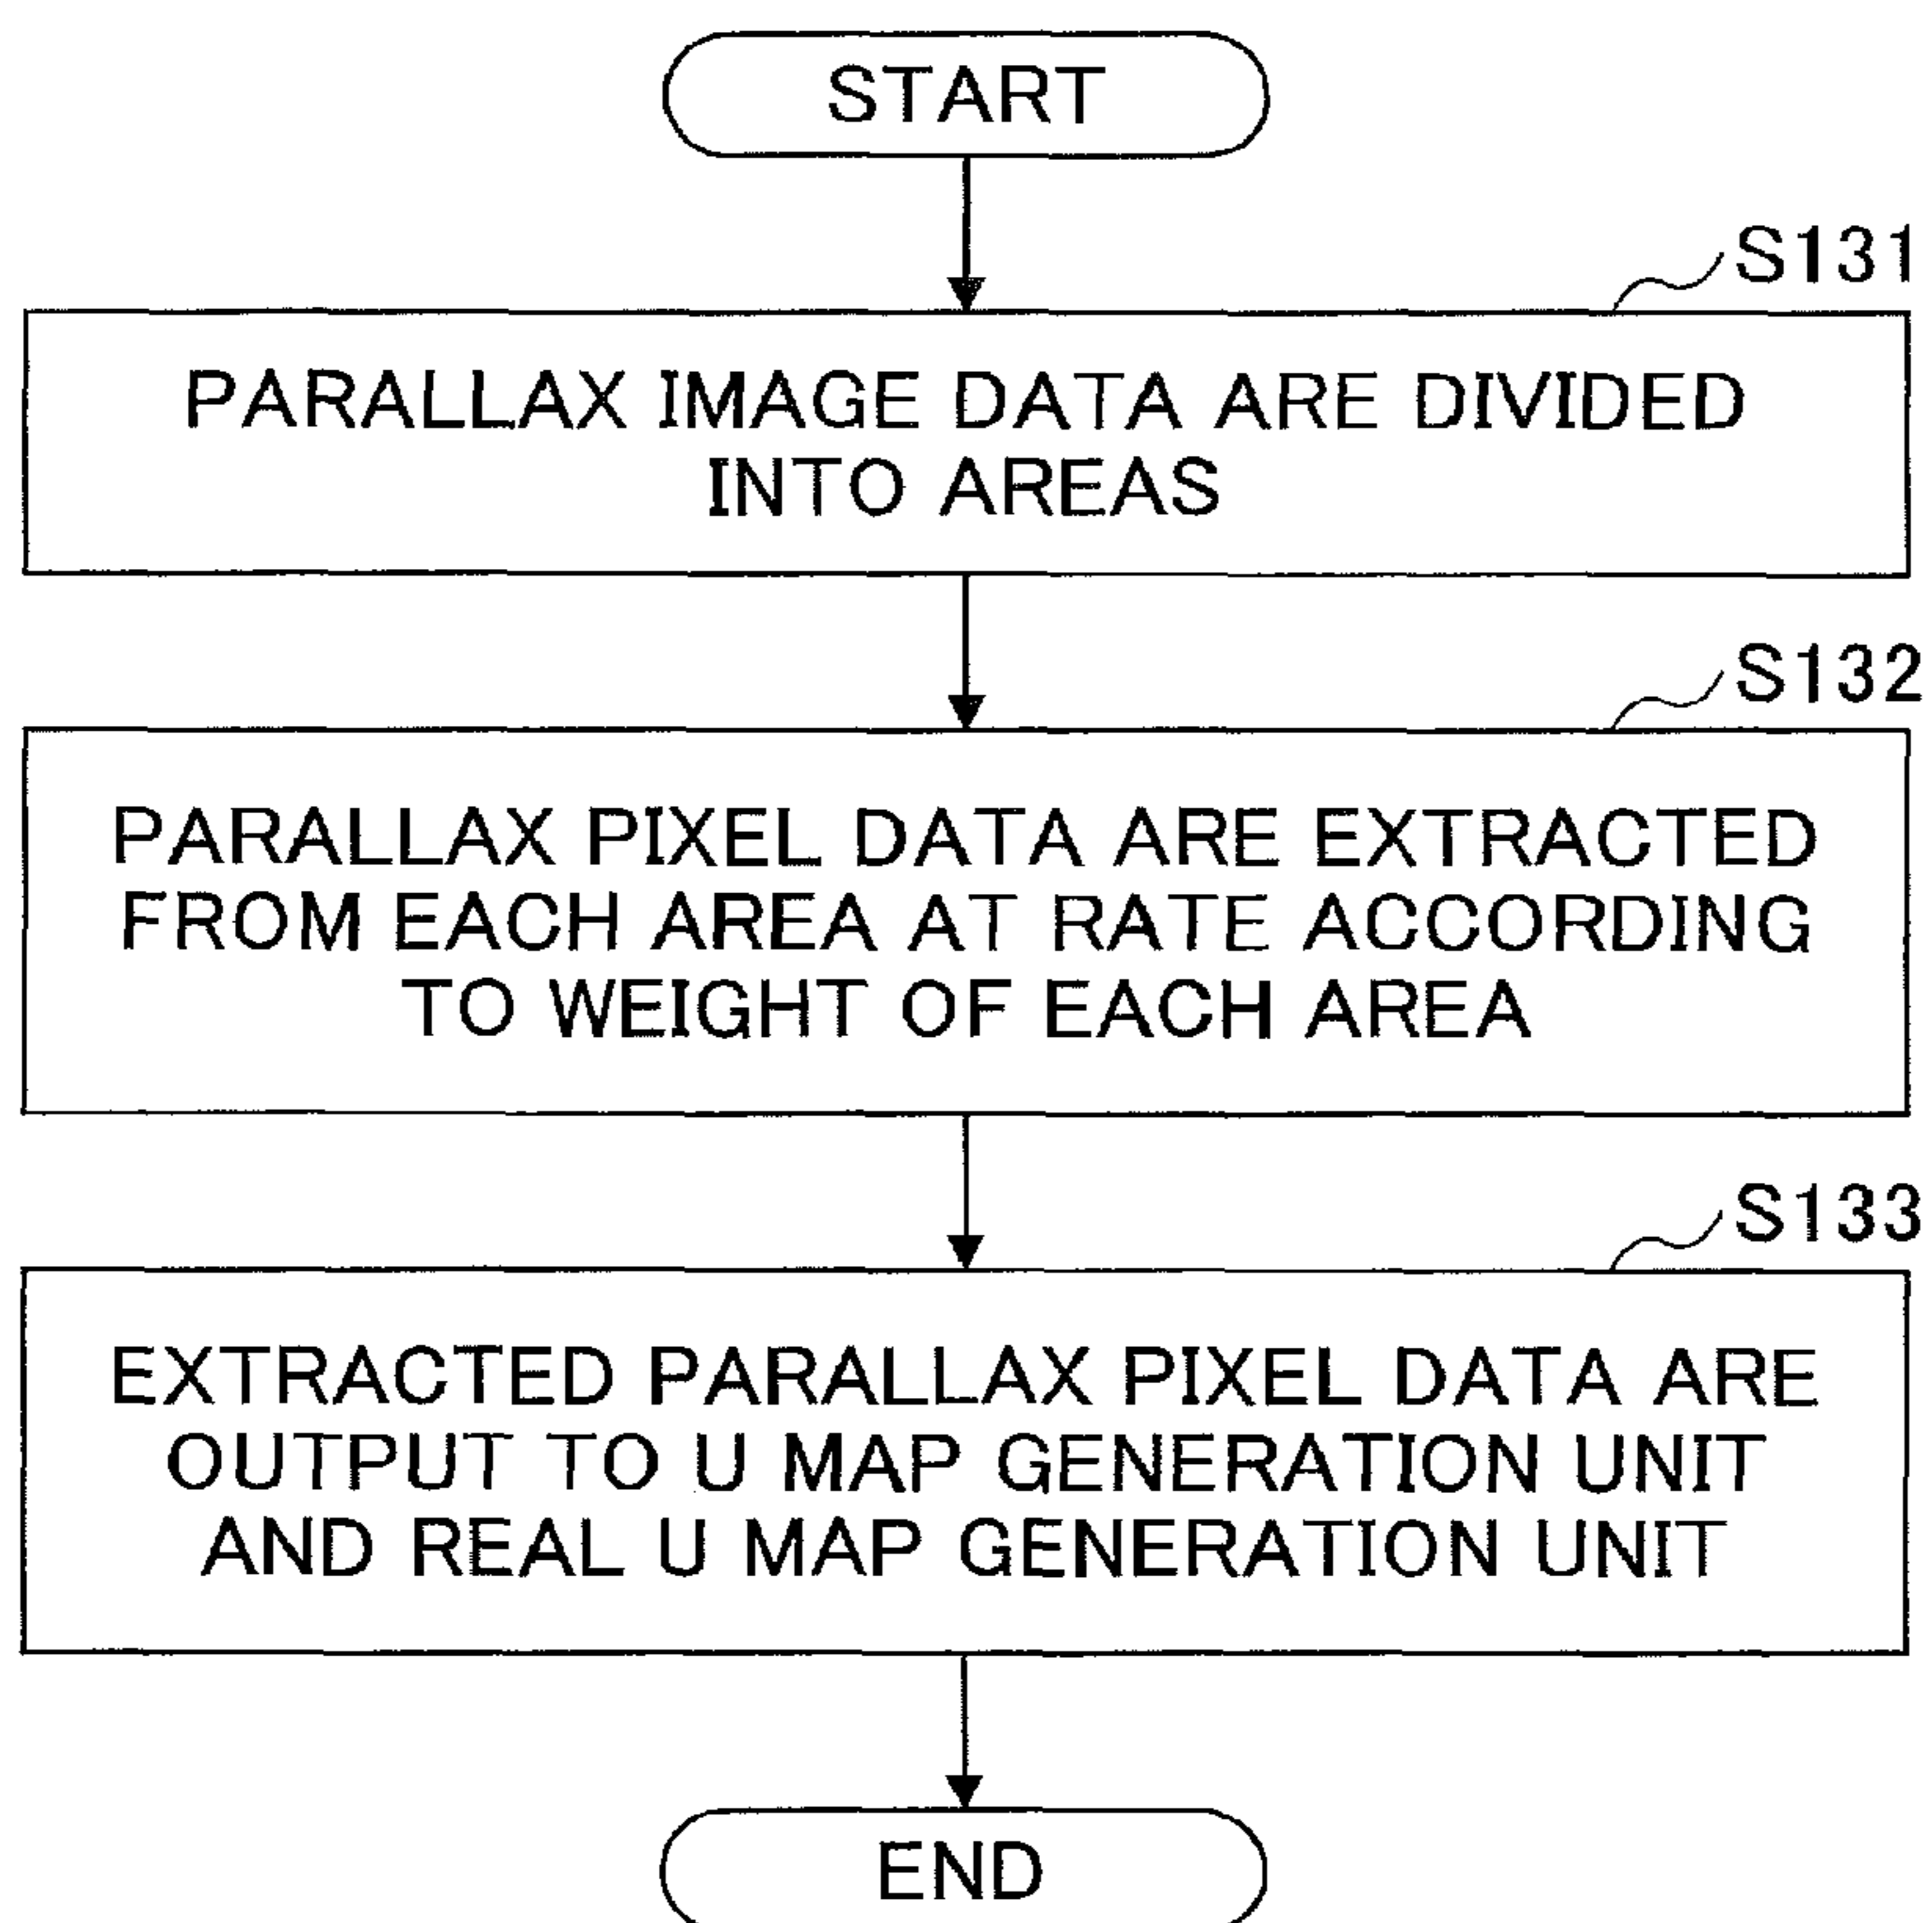 START
S131
PARALLAX IMAGE DATA ARE DIVIDED
INTO AREAS
S132
PARALLAX PIXEL DATA ARE EXTRACTED
FROM EACH AREA AT RATE ACCORDING
TO WEIGHT OF EACH AREA
S133
EXTRACTED PARALLAX PIXEL DATA ARE
OUTPUT TO U MAP GENERATION UNIT
AND REAL U MAP GENERATION UNIT
END